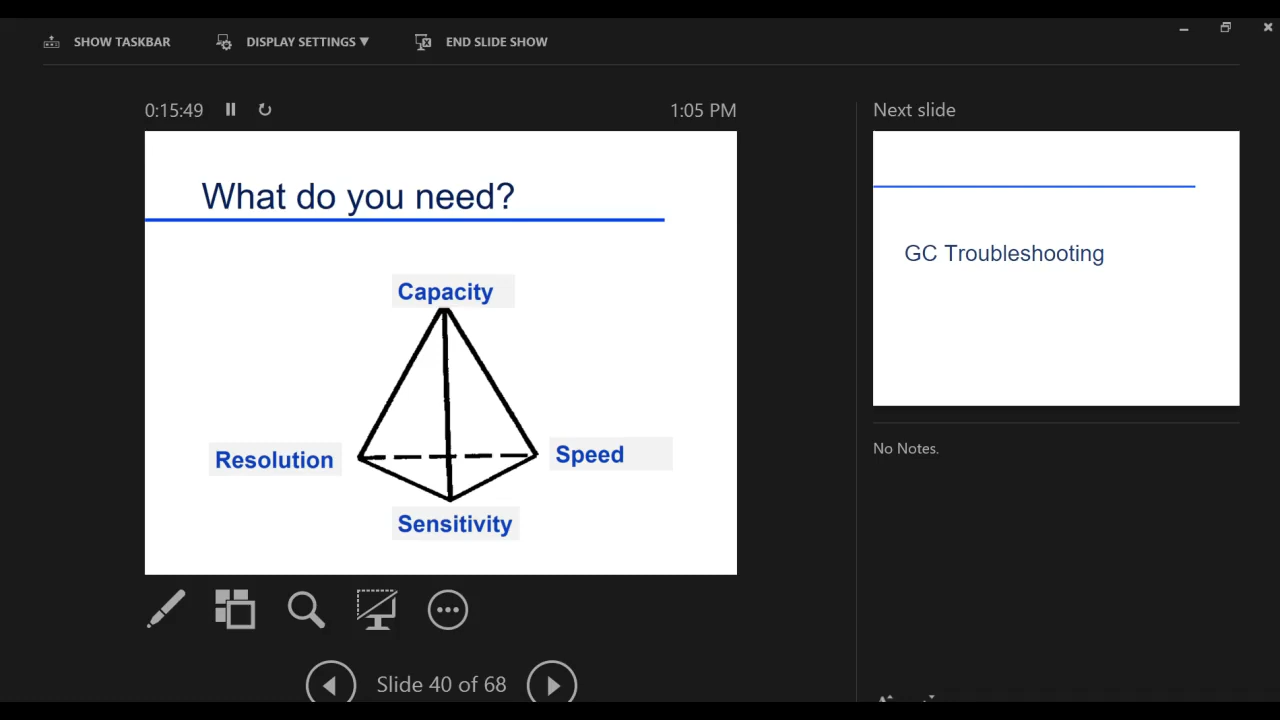 SHOW TASKBAR
DISPLAY SETTINGS ▼
END SLIDE SHOW
0:15:49
1:05 PM
What do you need?
Capacity
Resolution
Speed
Sensitivity
Slide 40 of 68
Next slide
GC Troubleshooting
No Notes.